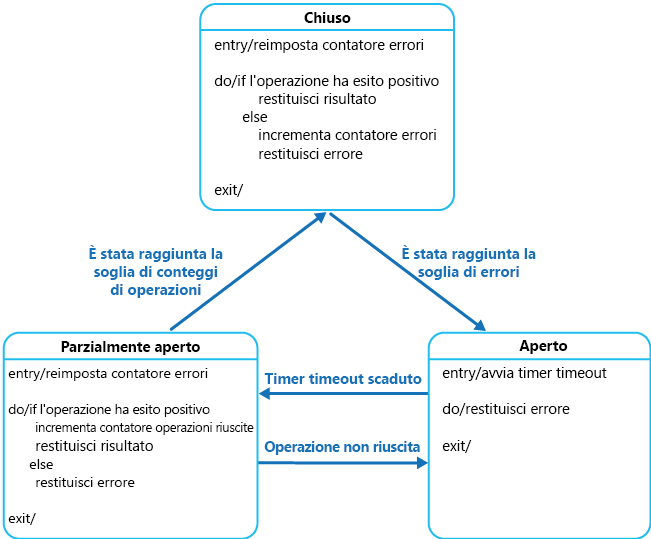 Chiuso
entry/reimposta contatore errori
do/if l'operazione ha esito positivo
restituisci risultato
else
incrementa contatore errori
restituisci errore
exit/
È stata raggiunta la
soglia di conteggi
di operazioni
È stata raggiunta la
soglia di errori
Parzialmente aperto
entry/reimposta contatore errori
do/if l'operazione ha esito positivo
incrementa contatore operazioni riuscite
restituisci risultato
else
restituisci errore
exit/
Timer timeout scaduto
Operazione non riuscita
Aperto
entry/avvia timer timeout
do/restituisci errore
exit/